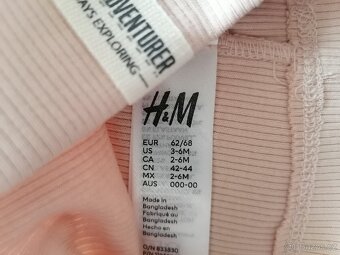 ADVENTURER
AYS EXPLORING
H&M
EUR 62/68
US 3-6M
CA 2-6M
CN 42-44
MX 2-6M
AUS 000-00
Made in
Bangladesh
Fabriqué au
Bangladesh
Hecho en
Bangladesh
O/N 833830